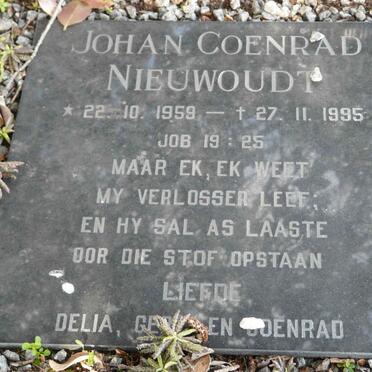 JOHAN COENRAD
NIEUWOUDT
* 22. 10. 1959 — † 27. 11. 1995
JOB 19 : 25
MAAR EK, EK WEET
MY VERLOSSER LEEF;
EN HY SAL AS LAASTE
OOR DIE STOF OPSTAAN
LIEFDE
DELIA, EN COENRAD